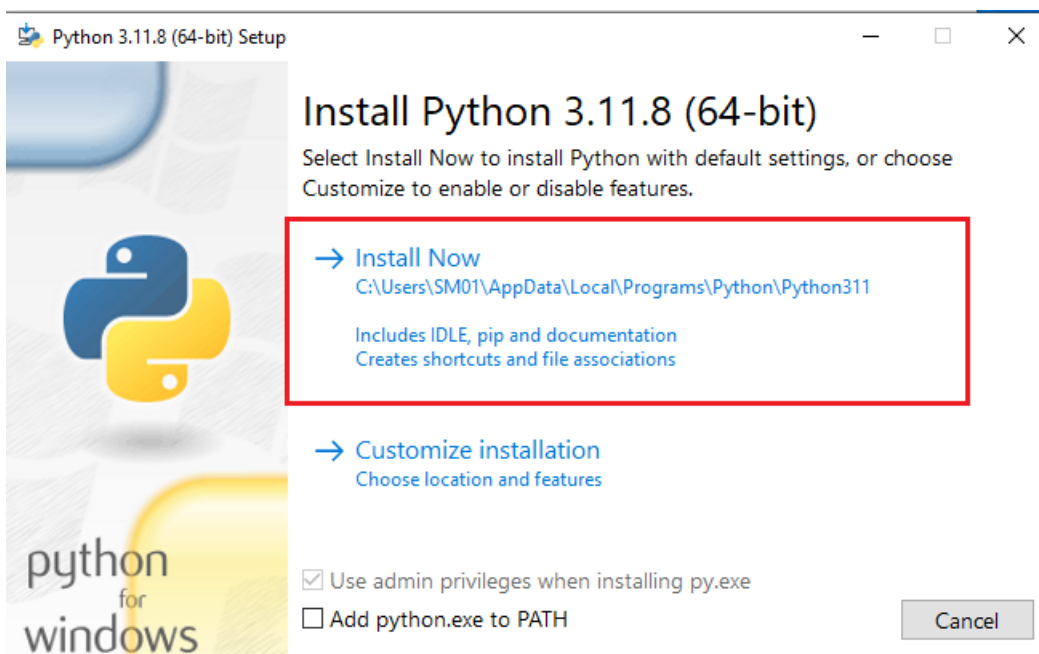 Python 3.11.8 (64-bit) Setup
Install Python 3.11.8 (64-bit)
Select Install Now to install Python with default settings, or choose
Customize to enable or disable features.
Install Now
C:\Users\SM01\AppData\Local\Programs\Python\Python311
Includes IDLE, pip and documentation
Creates shortcuts and file associations
Customize installation
Choose location and features
python
for
windows
Use admin privileges when installing py.exe
Add python.exe to PATH
Cancel